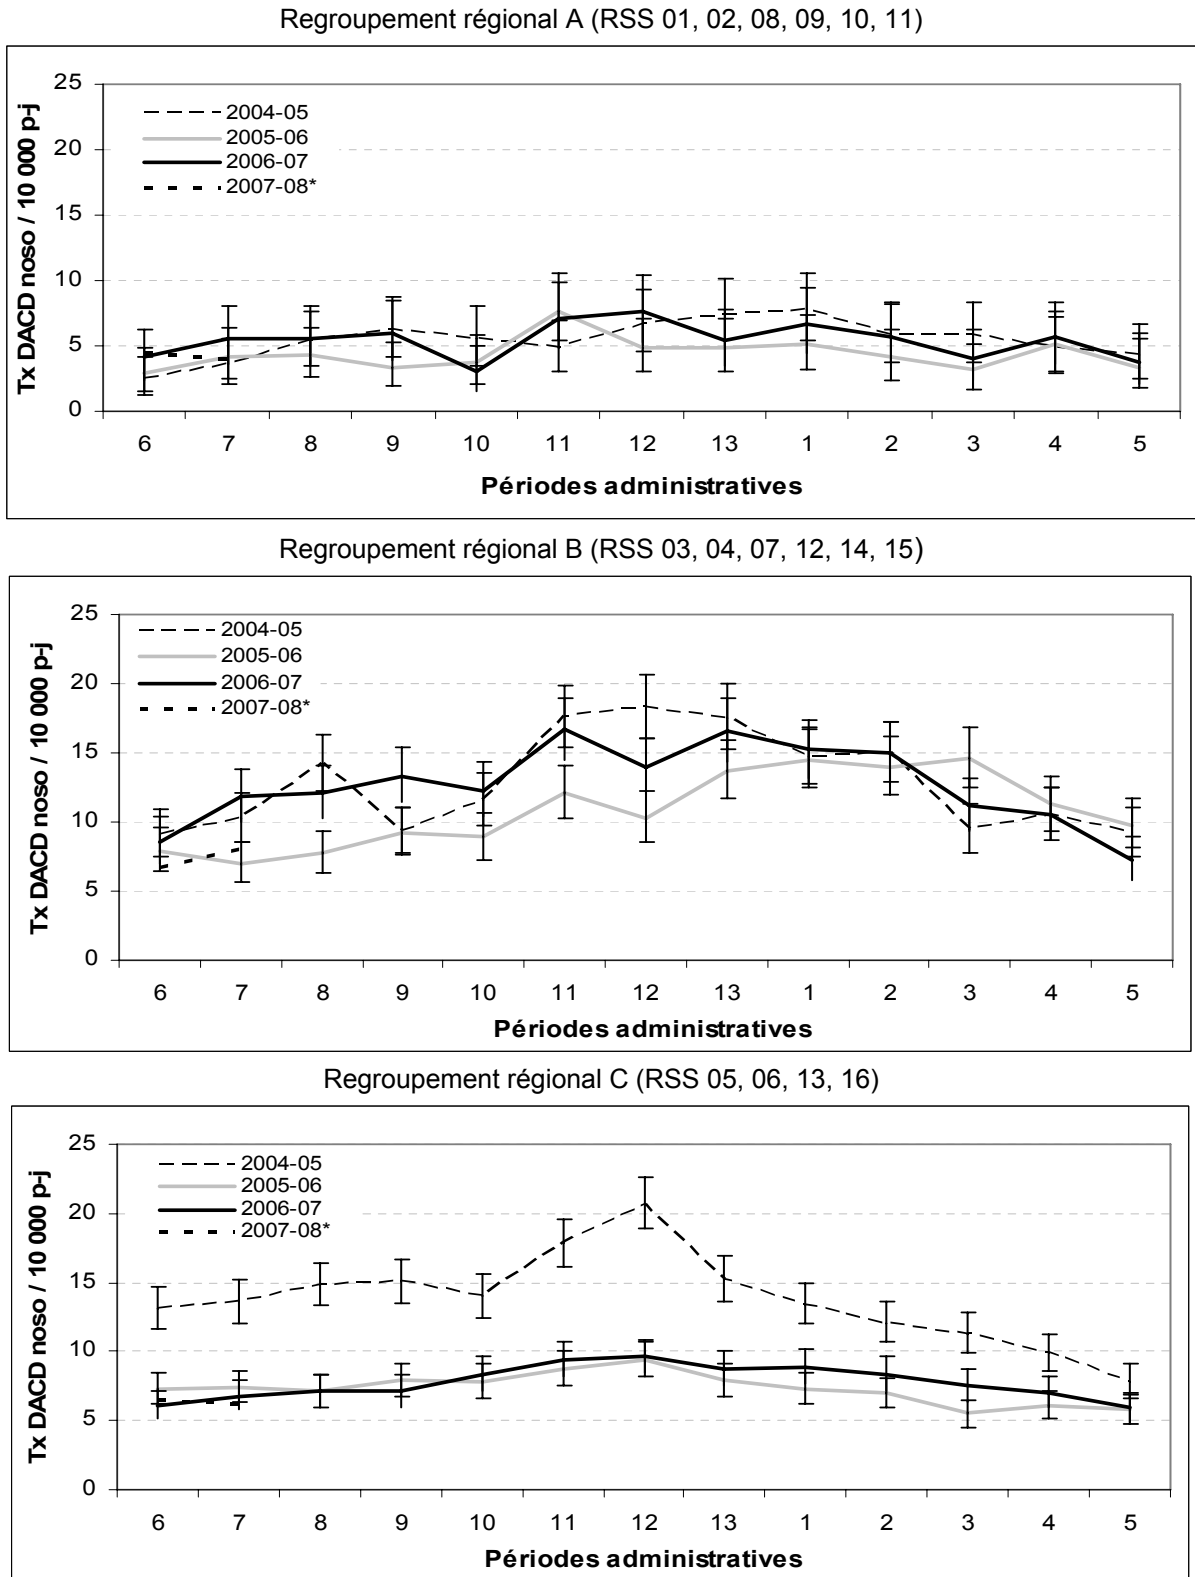 Regroupement régional A (RSS 01, 02, 08, 09, 10, 11)
Tx DACD noso / 10 000 p-j
25
20
15
10
5
0
2004-05
2005-06
2006-07
2007-08*
6 7 8 9 10 11 12 13 1 2 3 4 5
Périodes administratives
Regroupement régional B (RSS 03, 04, 07, 12, 14, 15)
Tx DACD noso / 10 000 p-j
25
20
15
10
5
0
2004-05
2005-06
2006-07
2007-08*
6 7 8 9 10 11 12 13 1 2 3 4 5
Périodes administratives
Regroupement régional C (RSS 05, 06, 13, 16)
Tx DACD noso / 10 000 p-j
25
20
15
10
5
0
2004-05
2005-06
2006-07
2007-08*
6 7 8 9 10 11 12 13 1 2 3 4 5
Périodes administratives